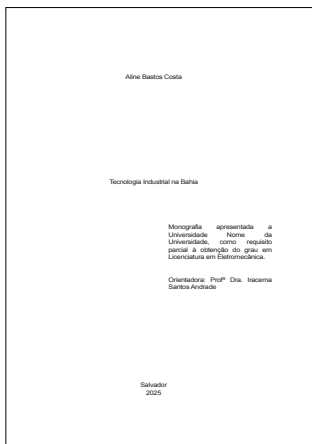 Aline Bastos Costa
Tecnologia Industrial na Bahia
Monografia apresentada a
Universidade Nome da
Universidade, como requisito
parcial à obtenção do grau em
Licenciatura em Eletromecânica.
Orientadora: Profª Dra. Iracema
Santos Andrade
Salvador
2025